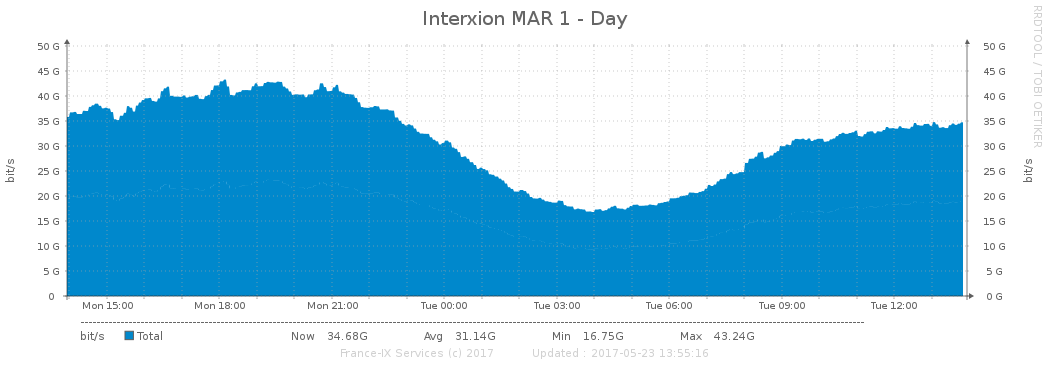 Interxion MAR 1 - Day
RRDTOOL / TOBI OETIKER
50 G 50 G
45 G 45 G
40 G 40 G
35 G 35 G
30 G 30 G
25 G 25 G
20 G 20 G
15 G 15 G
10 G 10 G
5 G 5 G
0 0 G
bit/s bit/s
Mon 15:00 Mon 18:00 Mon 21:00 Tue 00:00 Tue 03:00 Tue 06:00 Tue 09:00 Tue 12:00
bit/s Total Now 34.68G Avg 31.14G Min 16.75G Max 43.24G
France-IX Services (c) 2017 Updated : 2017-05-23 13:55:16